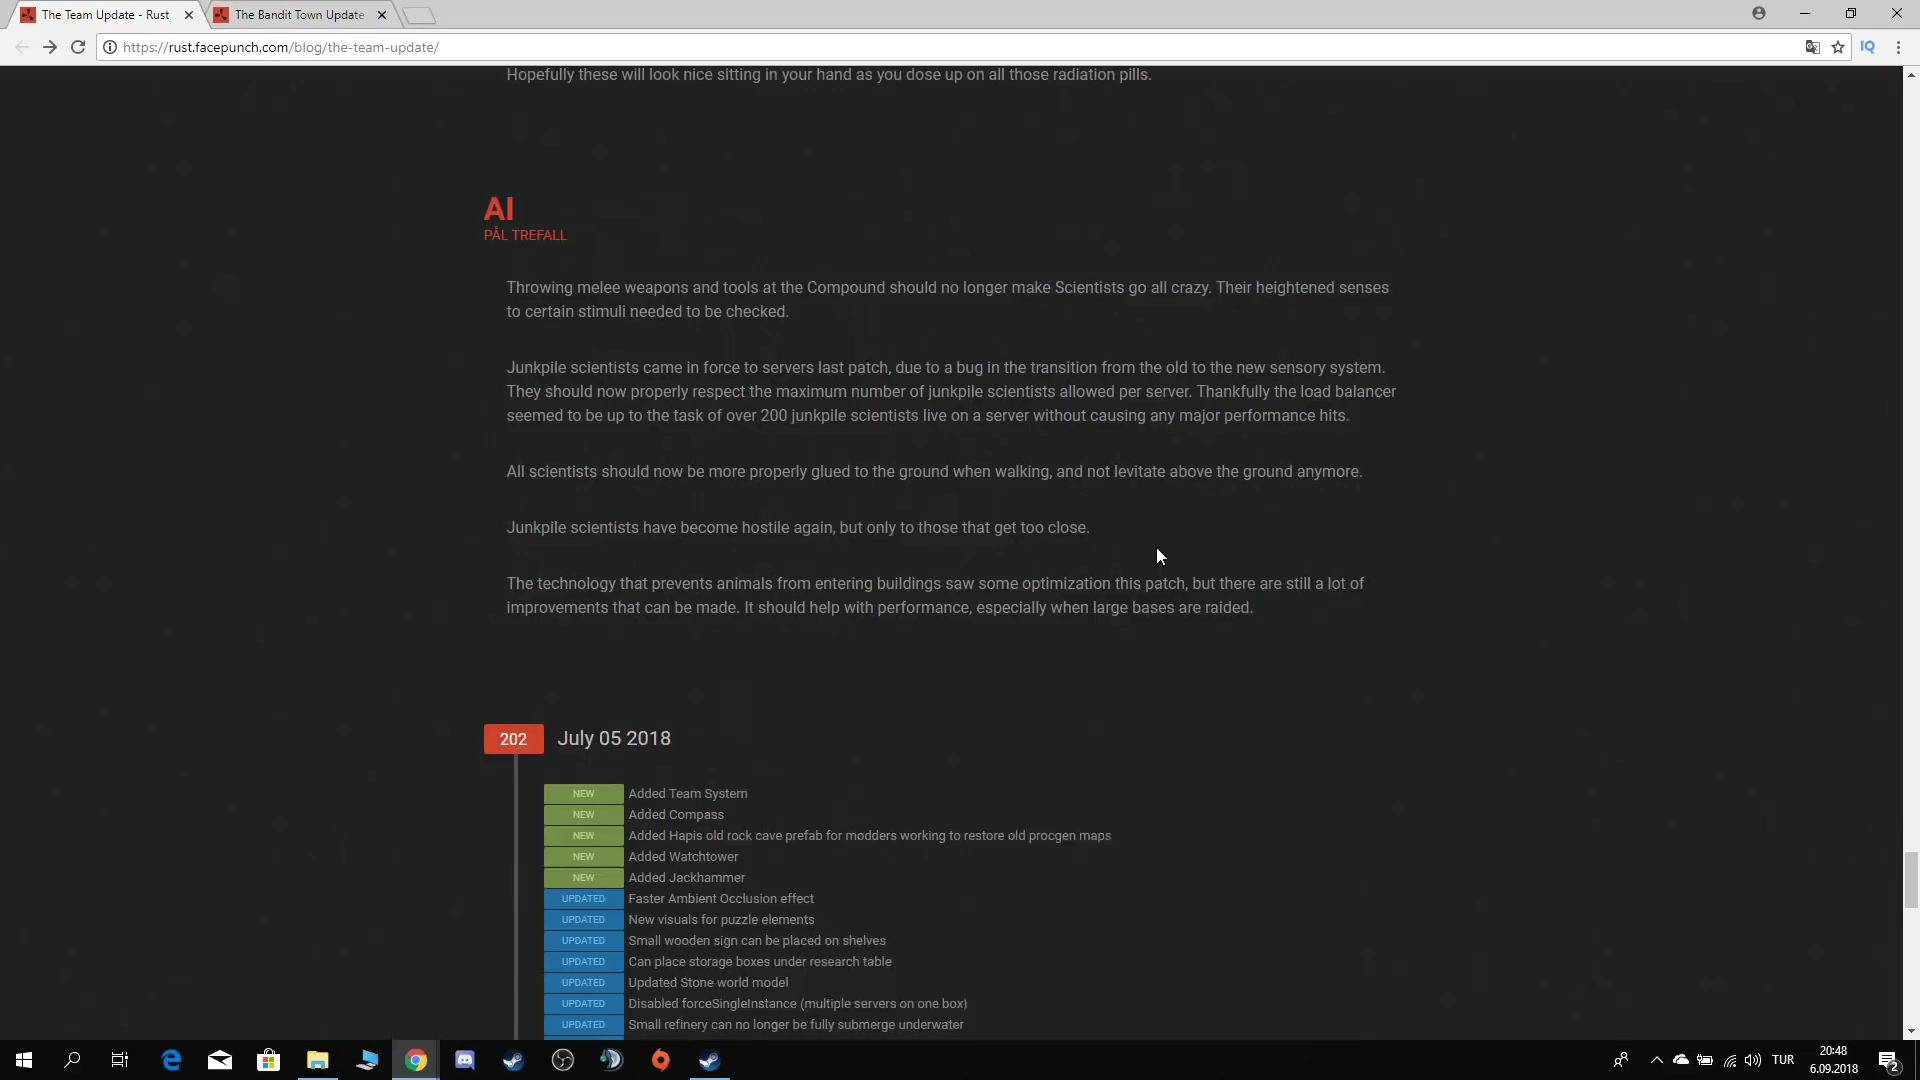 The Team Update - Rust
The Bandit Town Update
https://rust.facepunch.com/blog/the-team-update/
IQ
Hopefully these will look nice sitting in your hand as you dose up on all those radiation pills.
AI
PÅL TREFALL
Throwing melee weapons and tools at the Compound should no longer make Scientists go all crazy. Their heightened senses
to certain stimuli needed to be checked.
Junkpile scientists came in force to servers last patch, due to a bug in the transition from the old to the new sensory system.
They should now properly respect the maximum number of junkpile scientists allowed per server. Thankfully the load balancer
seemed to be up to the task of over 200 junkpile scientists live on a server without causing any major performance hits.
All scientists should now be more properly glued to the ground when walking, and not levitate above the ground anymore.
Junkpile scientists have become hostile again, but only to those that get too close.
The technology that prevents animals from entering buildings saw some optimization this patch, but there are still a lot of
improvements that can be made. It should help with performance, especially when large bases are raided.
202 July 05 2018
NEW Added Team System
NEW Added Compass
NEW Added Hapis old rock cave prefab for modders working to restore old procgen maps
NEW Added Watchtower
NEW Added Jackhammer
UPDATED Faster Ambient Occlusion effect
UPDATED New visuals for puzzle elements
UPDATED Small wooden sign can be placed on shelves
UPDATED Can place storage boxes under research table
UPDATED Updated Stone world model
UPDATED Disabled forceSingleInstance (multiple servers on one box)
UPDATED Small refinery can no longer be fully submerge underwater
TUR
20:48
6.09.2018
2